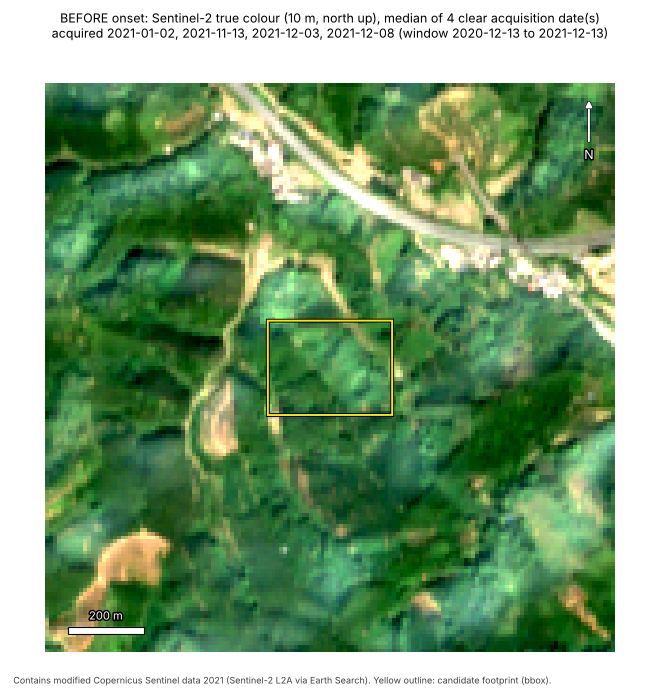 BEFORE onset: Sentinel-2 true colour (10 m, north up), median of 4 clear acquisition date(s)
acquired 2021-01-02, 2021-11-13, 2021-12-03, 2021-12-08 (window 2020-12-13 to 2021-12-13)
N
200 m
Contains modified Copernicus Sentinel data 2021 (Sentinel-2 L2A via Earth Search). Yellow outline: candidate footprint (bbox).